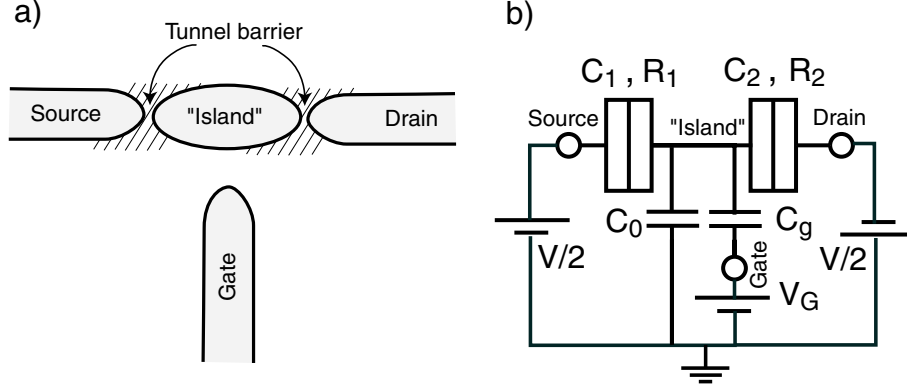 a)
Tunnel barrier
Source
"Island"
Drain
Gate
b)
C1 , R1
C2 , R2
Source
"Island"
Drain
C0
Cg
V/2
Gate
V/2
VG